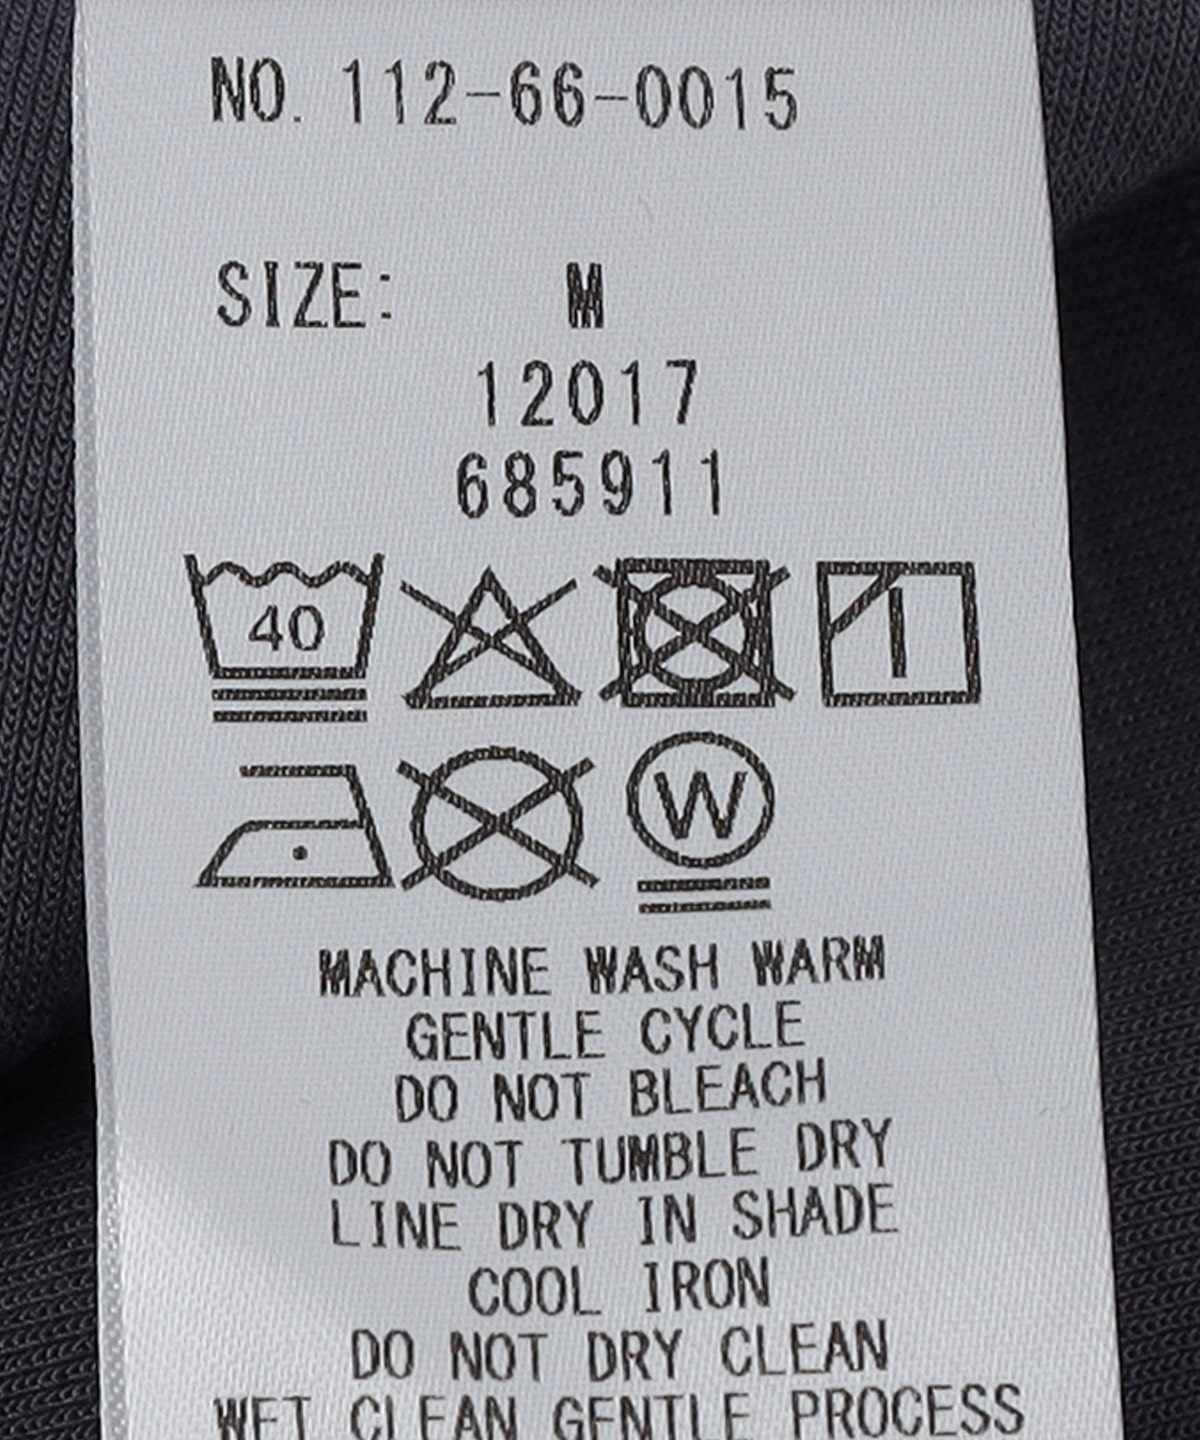 NO. 112-66-0015
SIZE: M
12017
685911
40
W
MACHINE WASH WARM
GENTLE CYCLE
DO NOT BLEACH
DO NOT TUMBLE DRY
LINE DRY IN SHADE
COOL IRON
DO NOT DRY CLEAN
WET CLEAN GENTLE PROCESS